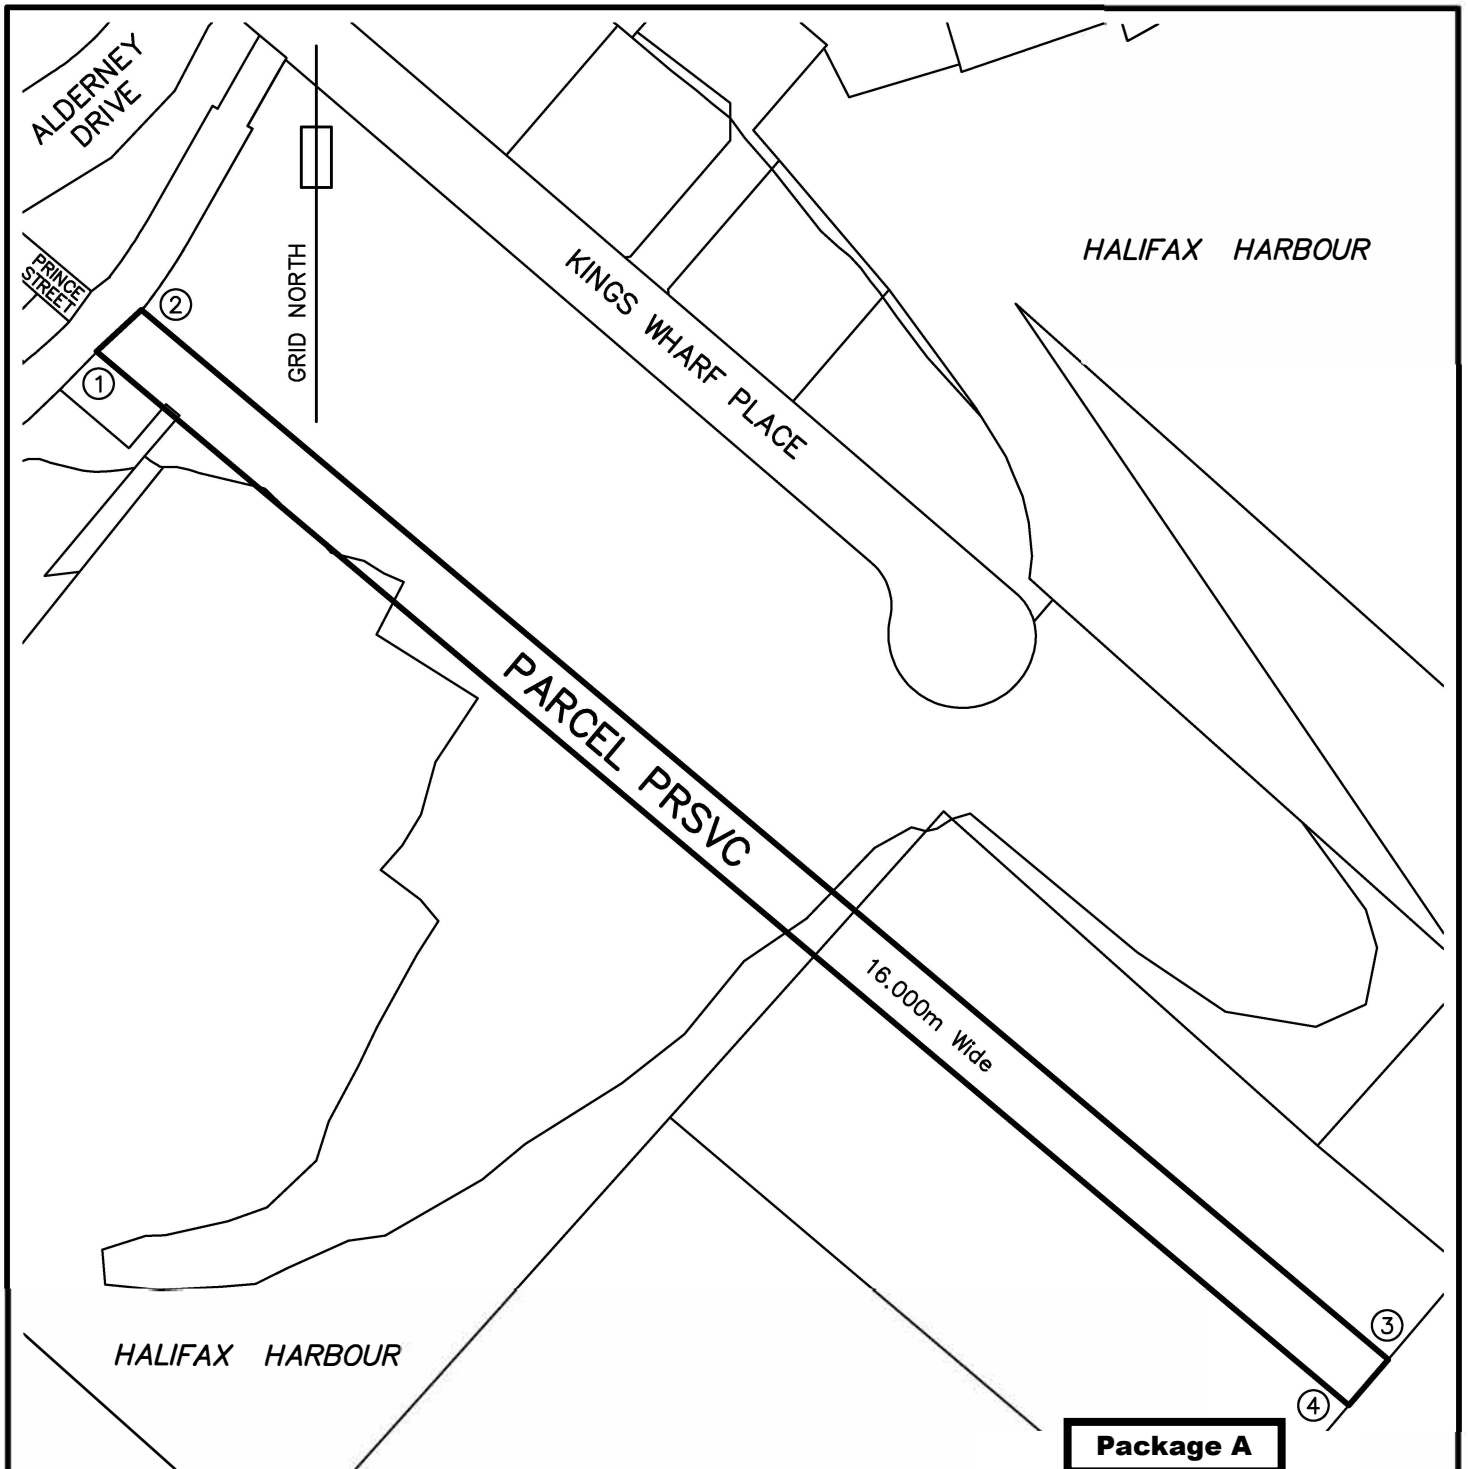 ALDERNEY
DRIVE
PRINCE
STREET
GRID NORTH
KINGS WHARF PLACE
HALIFAX HARBOUR
2
1
PARCEL PRSVC
16.000m Wide
HALIFAX HARBOUR
3
4
Package A